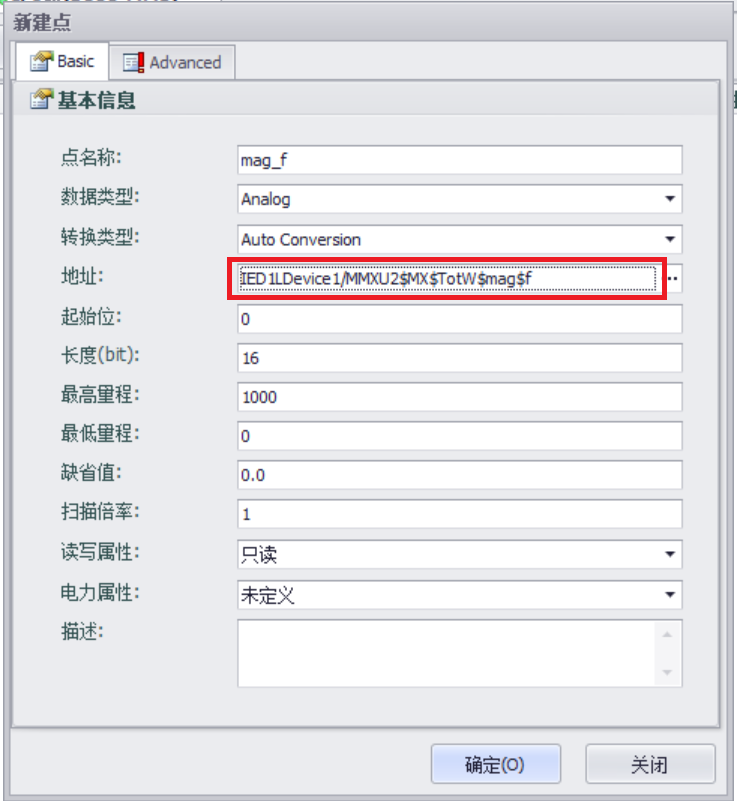 新建点
Basic Advanced
基本信息
点名称: mag_f
数据类型: Analog
转换类型: Auto Conversion
地址: IED1LDevice1/MMXU2$MX$TotW$mag$f ..
起始位: 0
长度(bit): 16
最高量程: 1000
最低量程: 0
缺省值: 0.0
扫描倍率: 1
读写属性: 只读
电力属性: 未定义
描述:
确定(O) 关闭